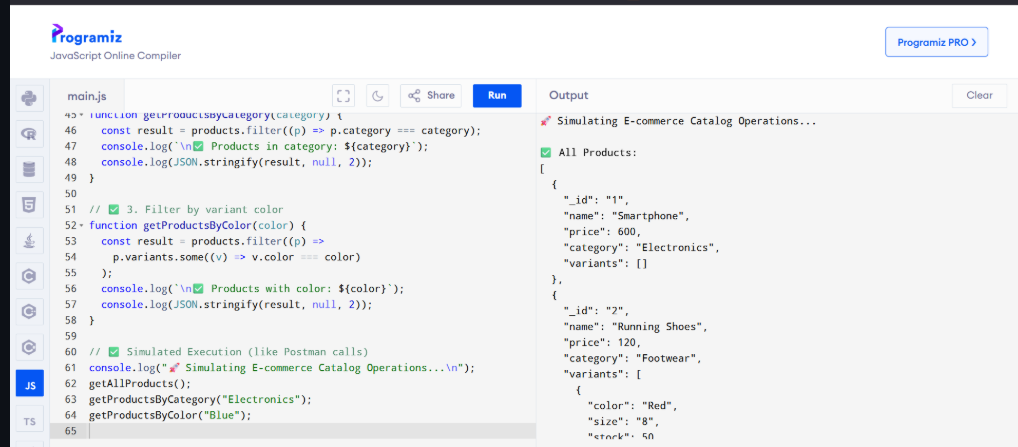 Programiz
JavaScript Online Compiler
Programiz PRO >
main.js
Share
Run
Output
Clear
45 function getProductsByCategory(category) {
46 const result = products.filter((p) => p.category === category);
47 console.log(`\n✅ Products in category: ${category}`);
48 console.log(JSON.stringify(result, null, 2));
49 }
50
51 // ✅ 3. Filter by variant color
52 function getProductsByColor(color) {
53 const result = products.filter((p) =>
54 p.variants.some((v) => v.color === color)
55 );
56 console.log(`\n✅ Products with color: ${color}`);
57 console.log(JSON.stringify(result, null, 2));
58 }
59
60 // ✅ Simulated Execution (like Postman calls)
61 console.log("🚀 Simulating E-commerce Catalog Operations...\n");
62 getAllProducts();
63 getProductsByCategory("Electronics");
64 getProductsByColor("Blue");
65
JS
TS
🚀 Simulating E-commerce Catalog Operations...
✅ All Products:
[
{
"_id": "1",
"name": "Smartphone",
"price": 600,
"category": "Electronics",
"variants": []
},
{
"_id": "2",
"name": "Running Shoes",
"price": 120,
"category": "Footwear",
"variants": [
{
"color": "Red",
"size": "8",
"stock": 50